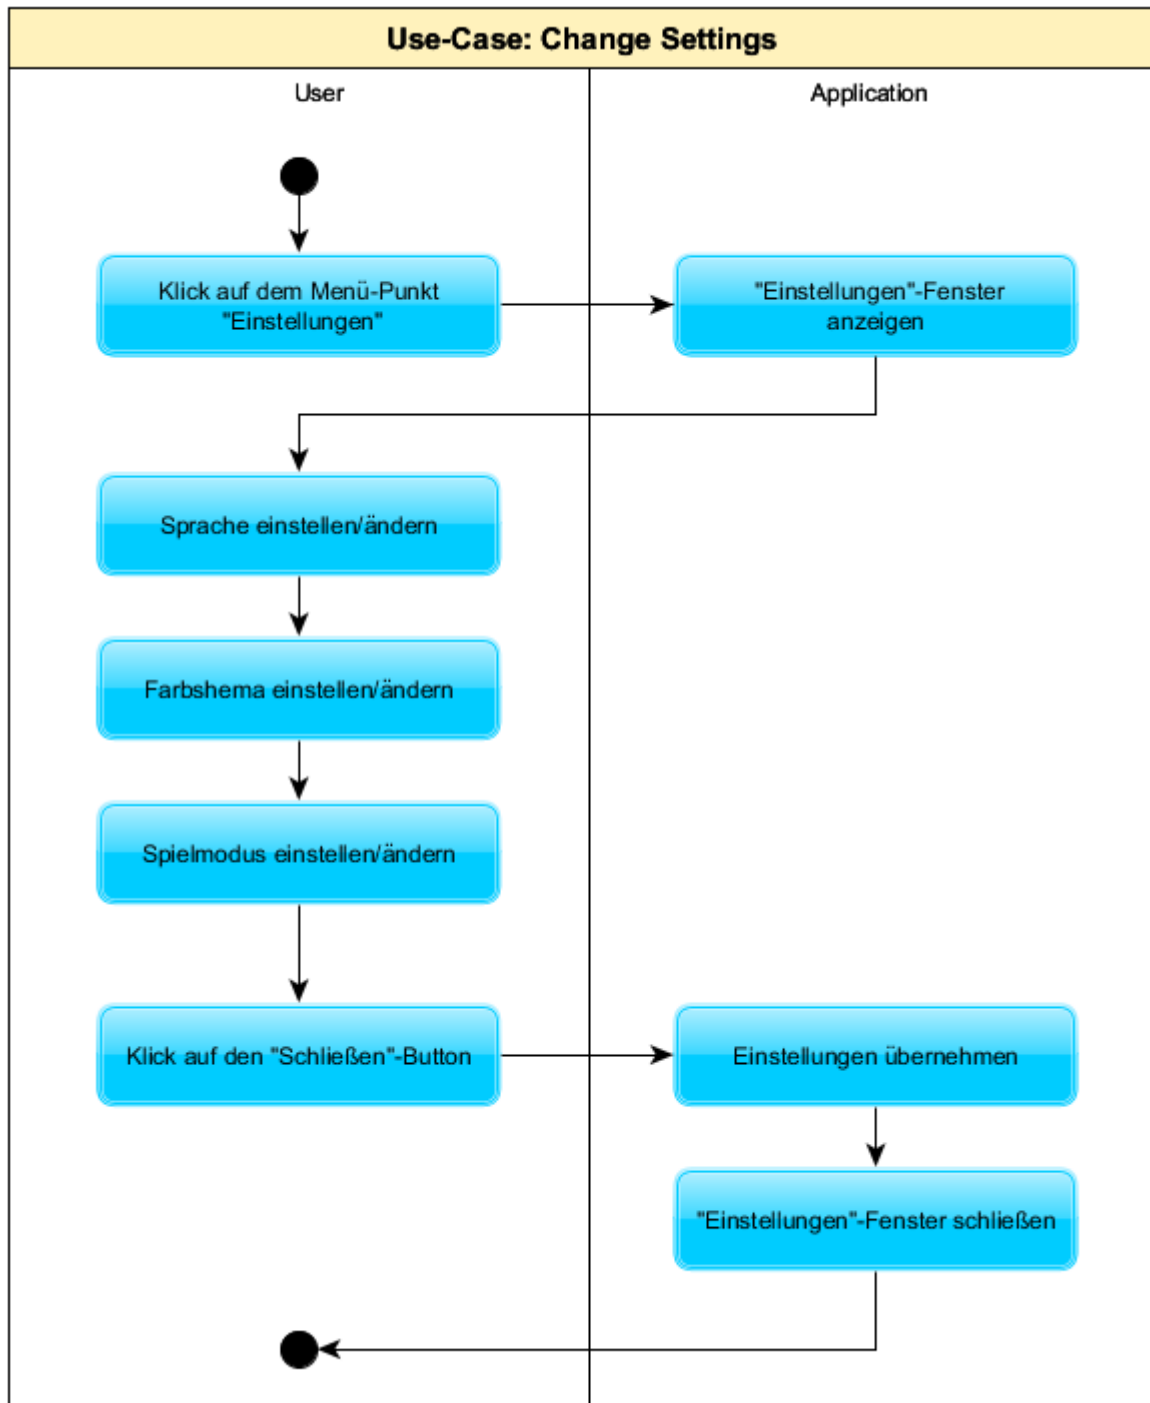 Use-Case: Change Settings
User
Application
Klick auf dem Menü-Punkt
"Einstellungen"
"Einstellungen"-Fenster
anzeigen
Sprache einstellen/ändern
Farbshema einstellen/ändern
Spielmodus einstellen/ändern
Klick auf den "Schließen"-Button
Einstellungen übernehmen
"Einstellungen"-Fenster schließen